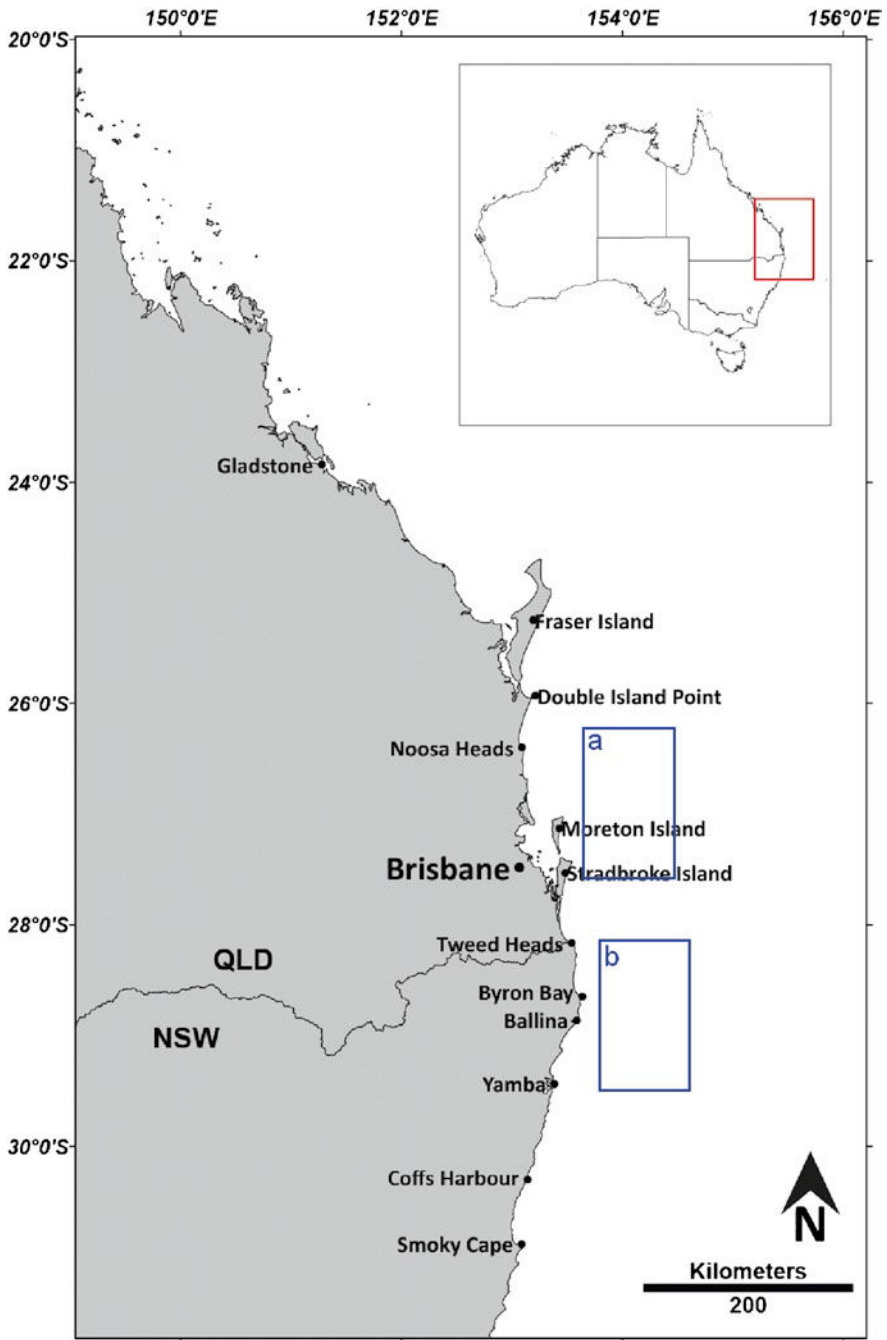 150°0'E 152°0'E 154°0'E 156°0'E
20°0'S
22°0'S
Gladstone
24°0'S
Fraser Island
26°0'S
Double Island Point
a
Noosa Heads
Moreton Island
Brisbane
Stradbroke Island
28°0'S
Tweed Heads
b
QLD
Byron Bay
Ballina
NSW
Yamba
30°0'S
Coffs Harbour
N
Smoky Cape
Kilometers
200